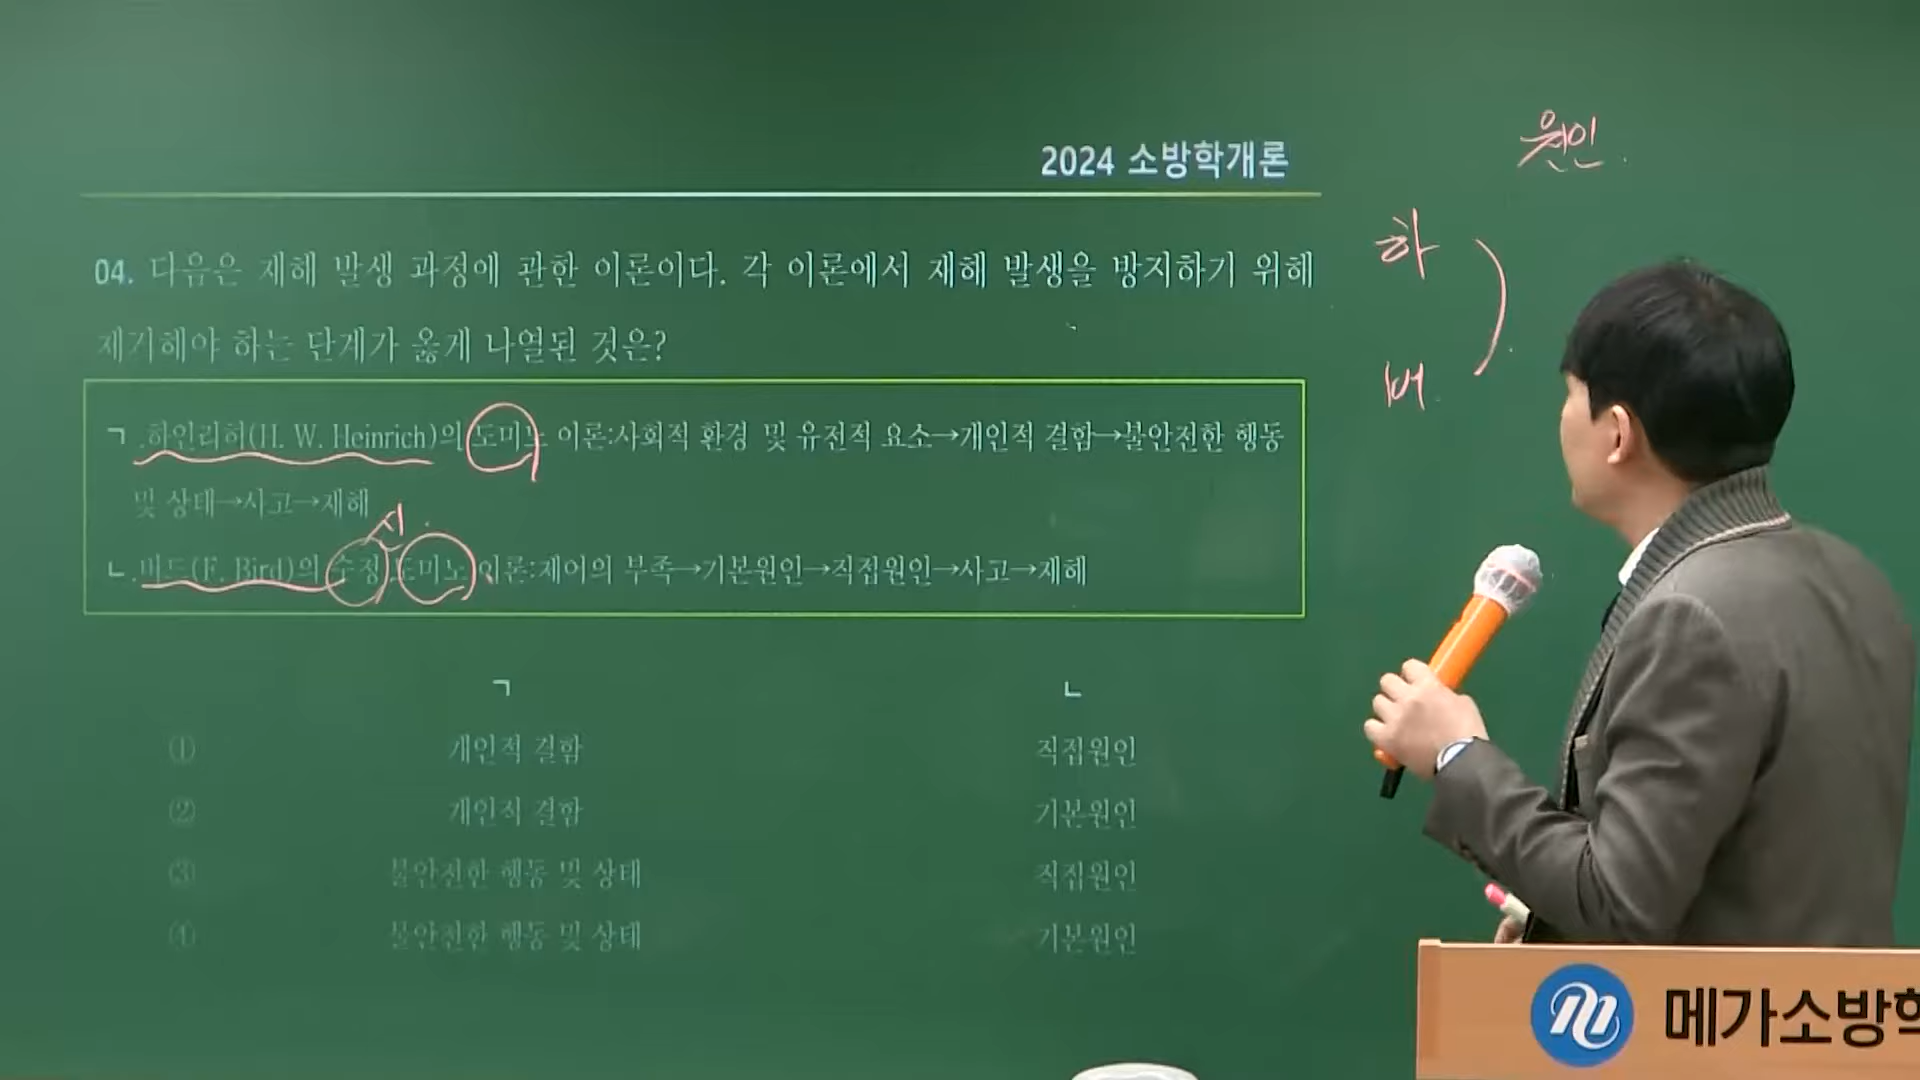 2024 소방학개론
원인.
04. 다음은 재해 발생 과정에 관한 이론이다. 각 이론에서 재해 발생을 방지하기 위해
제거해야 하는 단계가 옳게 나열된 것은?
하
버
ㄱ.하인리히(H. W. Heinrich)의 도미노 이론:사회적 환경 및 유전적 요소→개인적 결함→불안전한 행동
및 상태→사고→재해
신
ㄴ.버드(F. Bird)의 수정 도미노 이론:제어의 부족→기본원인→직접원인→사고→재해
ㄱ ㄴ
① 개인적 결함 직접원인
② 개인적 결함 기본원인
③ 불안전한 행동 및 상태 직접원인
④ 불안전한 행동 및 상태 기본원인
메가소방학